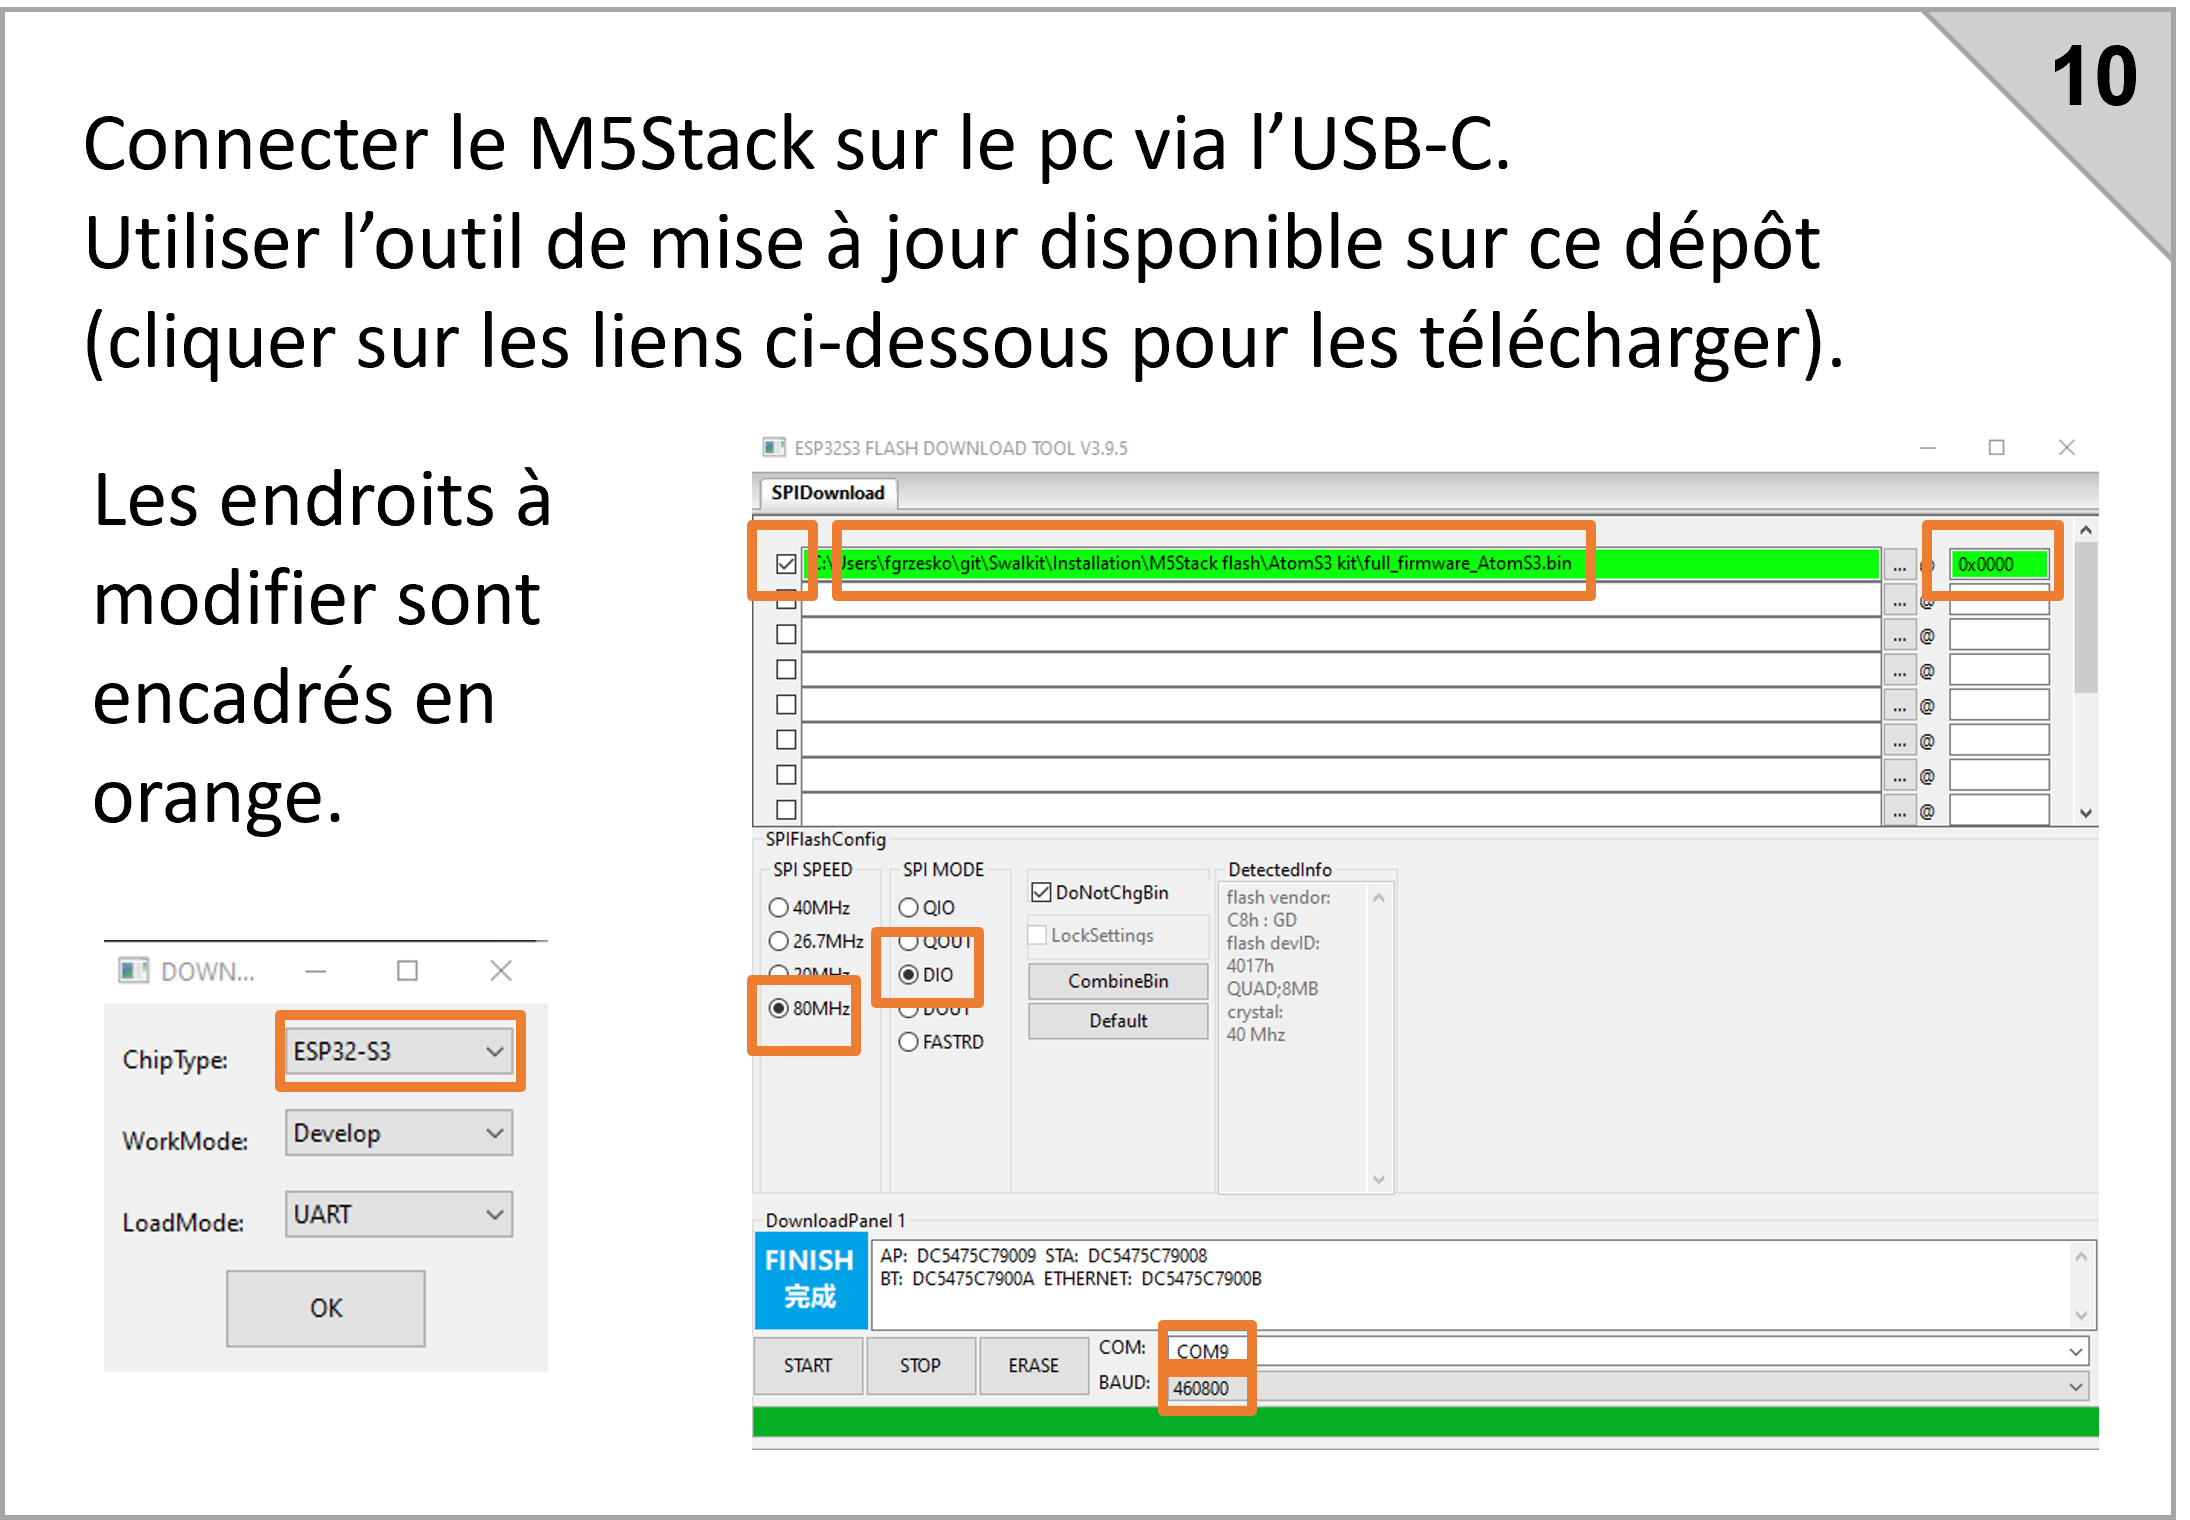 10
Connecter le M5Stack sur le pc via l’USB-C.
Utiliser l’outil de mise à jour disponible sur ce dépôt
(cliquer sur les liens ci-dessous pour les télécharger).
Les endroits à
modifier sont
encadrés en
orange.
DOWN...
ChipType: ESP32-S3
WorkMode: Develop
LoadMode: UART
OK
ESP32S3 FLASH DOWNLOAD TOOL V3.9.5
SPIDownload
C:\Users\fgrzesko\git\Swalkit\Installation\M5Stack flash\AtomS3 kit\full_firmware_AtomS3.bin ... @ 0x0000
... @
... @
... @
... @
... @
... @
... @
SPIFlashConfig
SPI SPEED
40MHz
26.7MHz
20MHz
80MHz
SPI MODE
QIO
QOUT
DIO
DOUT
FASTRD
DoNotChgBin
LockSettings
CombineBin
Default
DetectedInfo
flash vendor:
C8h : GD
flash devID:
4017h
QUAD;8MB
crystal:
40 Mhz
DownloadPanel 1
FINISH
完成
AP: DC5475C79009 STA: DC5475C79008
BT: DC5475C7900A ETHERNET: DC5475C7900B
START STOP ERASE
COM: COM9
BAUD: 460800